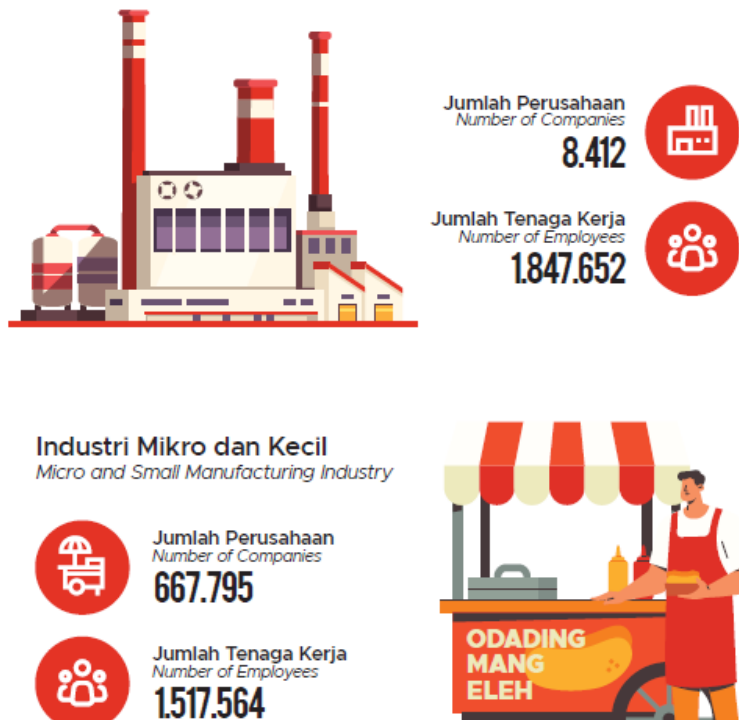 Jumlah Perusahaan
Number of Companies
8.412
Jumlah Tenaga Kerja
Number of Employees
1.847.652
Industri Mikro dan Kecil
Micro and Small Manufacturing Industry
Jumlah Perusahaan
Number of Companies
667.795
Jumlah Tenaga Kerja
Number of Employees
1.517.564
ODADING
MANG
ELEH